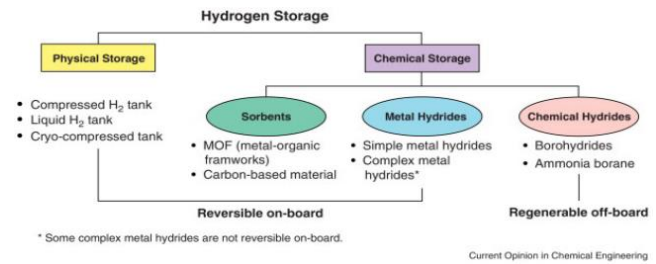 Hydrogen Storage
Physical Storage
Chemical Storage
• Compressed H₂ tank
• Liquid H₂ tank
• Cryo-compressed tank
Sorbents
• MOF (metal-organic
framworks)
• Carbon-based material
Metal Hydrides
• Simple metal hydrides
• Complex metal
hydrides*
Chemical Hydrides
• Borohydrides
• Ammonia borane
Reversible on-board
Regenerable off-board
* Some complex metal hydrides are not reversible on-board.
Current Opinion in Chemical Engineering